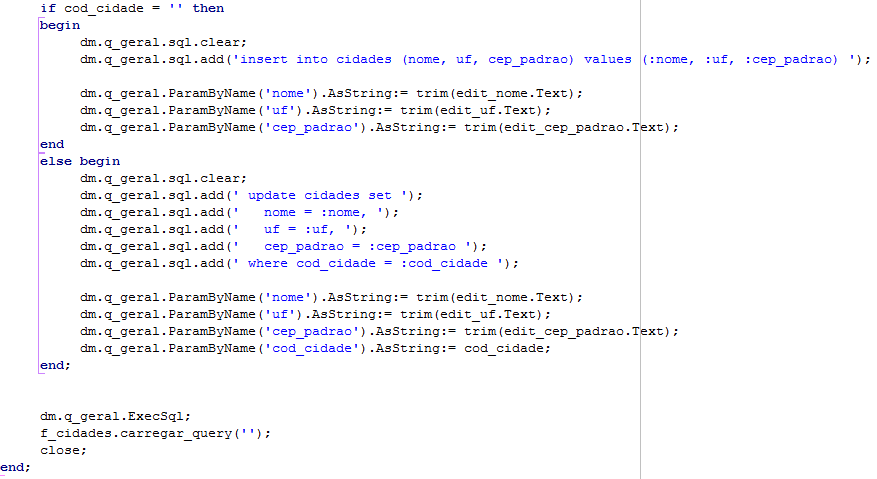 if cod_cidade = '' then
begin
dm.q_geral.sql.clear;
dm.q_geral.sql.add('insert into cidades (nome, uf, cep_padrao) values (:nome, :uf, :cep_padrao) ');
dm.q_geral.ParamByName('nome').AsString:= trim(edit_nome.Text);
dm.q_geral.ParamByName('uf').AsString:= trim(edit_uf.Text);
dm.q_geral.ParamByName('cep_padrao').AsString:= trim(edit_cep_padrao.Text);
end
else begin
dm.q_geral.sql.clear;
dm.q_geral.sql.add(' update cidades set ');
dm.q_geral.sql.add('   nome = :nome, ');
dm.q_geral.sql.add('   uf = :uf, ');
dm.q_geral.sql.add('   cep_padrao = :cep_padrao ');
dm.q_geral.sql.add(' where cod_cidade = :cod_cidade ');
dm.q_geral.ParamByName('nome').AsString:= trim(edit_nome.Text);
dm.q_geral.ParamByName('uf').AsString:= trim(edit_uf.Text);
dm.q_geral.ParamByName('cep_padrao').AsString:= trim(edit_cep_padrao.Text);
dm.q_geral.ParamByName('cod_cidade').AsString:= cod_cidade;
end;
dm.q_geral.ExecSql;
f_cidades.carregar_query('');
close;
end;